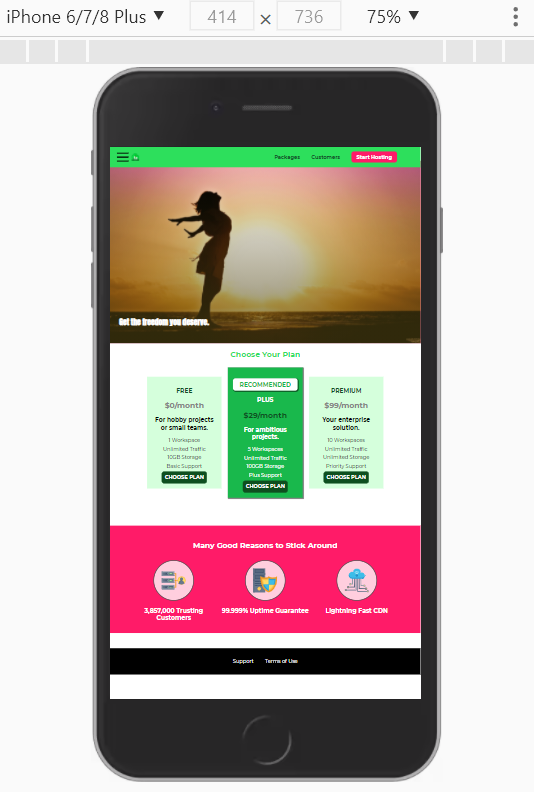 iPhone 6/7/8 Plus ▼ 414 × 736 75% ▼
Packages Customers Start Hosting
Get the freedom you deserve.
Choose Your Plan
FREE
$0/month
For hobby projects
or small teams.
1 Workspace
Unlimited Traffic
10GB Storage
Basic Support
CHOOSE PLAN
RECOMMENDED
PLUS
$29/month
For ambitious
projects.
5 Workspaces
Unlimited Traffic
100GB Storage
Plus Support
CHOOSE PLAN
PREMIUM
$99/month
Your enterprise
solution.
10 Workspaces
Unlimited Traffic
Unlimited Storage
Priority Support
CHOOSE PLAN
Many Good Reasons to Stick Around
3,857,000 Trusting
Customers
99.999% Uptime Guarantee
Lightning Fast CDN
Support Terms of Use